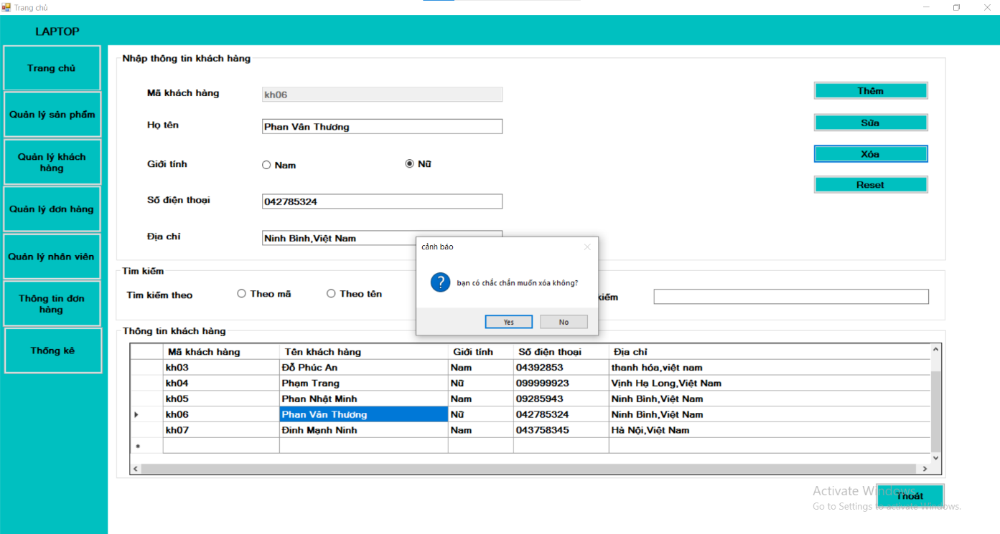 Trang chủ
LAPTOP
Trang chủ
Quản lý sản phẩm
Quản lý khách
hàng
Quản lý đơn hàng
Quản lý nhân viên
Thông tin đơn
hàng
Thống kê
Nhập thông tin khách hàng
Mã khách hàng kh06
Họ tên Phan Văn Thương
Giới tính Nam Nữ
Số điện thoại 042785324
Địa chỉ Ninh Bình,Việt Nam
Thêm
Sửa
Xóa
Reset
cảnh báo
bạn có chắc chắn muốn xóa không?
Yes No
Tìm kiếm
Tìm kiếm theo Theo mã Theo tên kiếm
Thông tin khách hàng
Mã khách hàng Tên khách hàng Giới tính Số điện thoại Địa chỉ
kh03 Đỗ Phúc An Nam 04392853 thanh hóa,việt nam
kh04 Phạm Trang Nữ 099999923 Vịnh Hạ Long,Việt Nam
kh05 Phan Nhật Minh Nam 09285943 Ninh Bình,Việt Nam
kh06 Phan Văn Thương Nữ 042785324 Ninh Bình,Việt Nam
kh07 Đinh Mạnh Ninh Nam 043758345 Hà Nội,Việt Nam
Thoát
Activate Windows
Go to Settings to activate Windows.